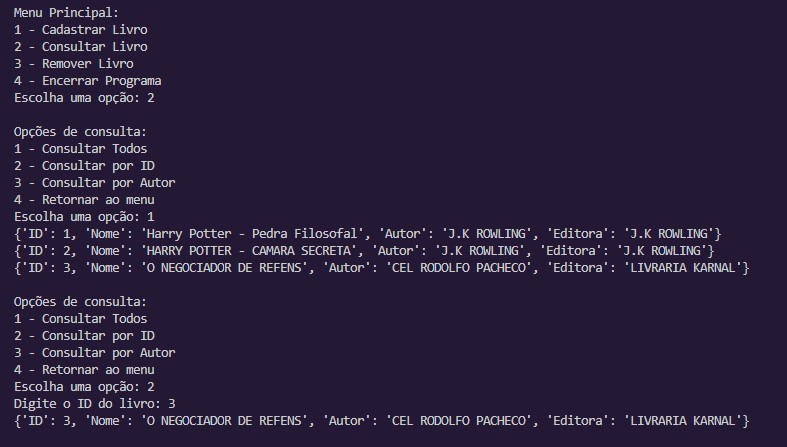 Menu Principal:
1 - Cadastrar Livro
2 - Consultar Livro
3 - Remover Livro
4 - Encerrar Programa
Escolha uma opção: 2
Opções de consulta:
1 - Consultar Todos
2 - Consultar por ID
3 - Consultar por Autor
4 - Retornar ao menu
Escolha uma opção: 1
{'ID': 1, 'Nome': 'Harry Potter - Pedra Filosofal', 'Autor': 'J.K ROWLING', 'Editora': 'J.K ROWLING'}
{'ID': 2, 'Nome': 'HARRY POTTER - CAMARA SECRETA', 'Autor': 'J.K ROWLING', 'Editora': 'J.K ROWLING'}
{'ID': 3, 'Nome': 'O NEGOCIADOR DE REFENS', 'Autor': 'CEL RODOLFO PACHECO', 'Editora': 'LIVRARIA KARNAL'}
Opções de consulta:
1 - Consultar Todos
2 - Consultar por ID
3 - Consultar por Autor
4 - Retornar ao menu
Escolha uma opção: 2
Digite o ID do livro: 3
{'ID': 3, 'Nome': 'O NEGOCIADOR DE REFENS', 'Autor': 'CEL RODOLFO PACHECO', 'Editora': 'LIVRARIA KARNAL'}